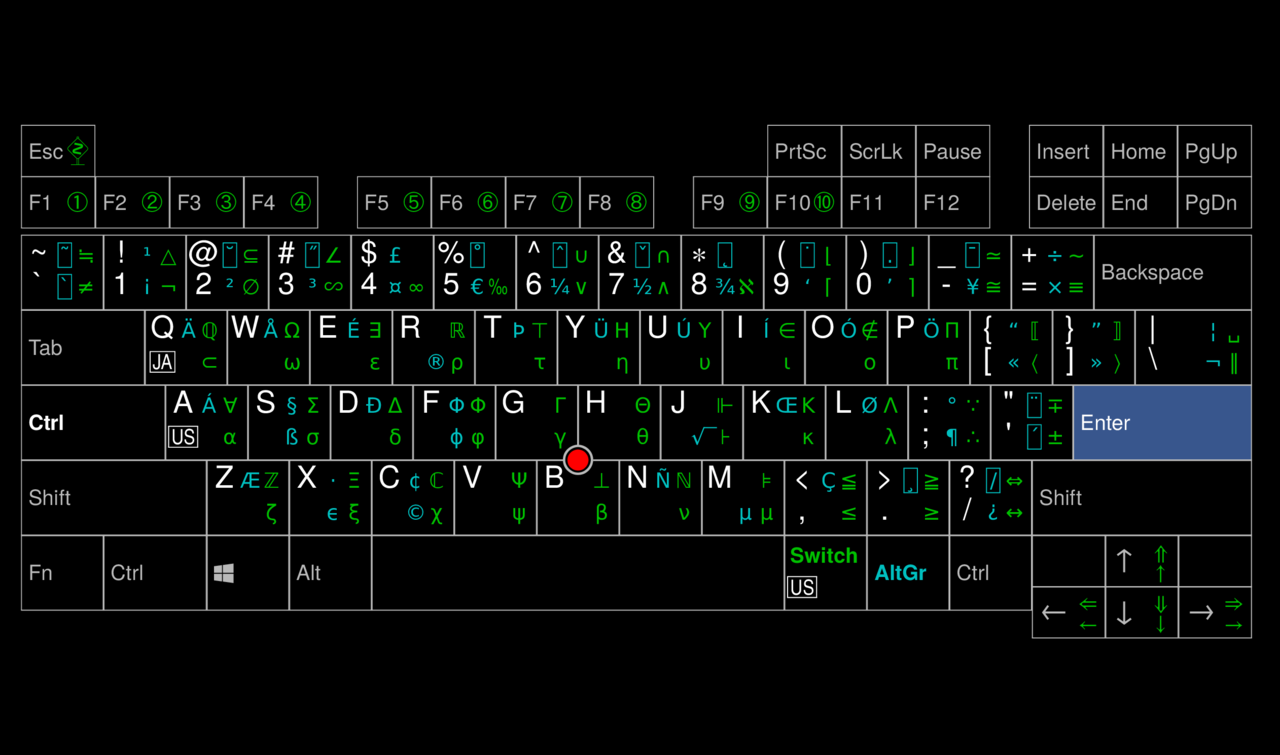 Esc PrtSc ScrLk Pause Insert Home PgUp
F1 ① F2 ② F3 ③ F4 ④ F5 ⑤ F6 ⑥ F7 ⑦ F8 ⑧ F9 ⑨ F10 ⑩ F11 F12 Delete End PgDn
~ ˜ ≒ ! ¹ △ @ ˘ ⊆ # ˝ ∠ $ £ % ˚ ^ ˆ ∪ & ˇ ∩ * ˛ ( ˙ ⌊ ) . ⌋ _ ¯ ≃ + ÷ ∼ Backspace
` ` ≠ 1 ¡ ¬ 2 ² ∅ 3 ³ ∽ 4 ¤ ∞ 5 € ‰ 6 ¼ ∨ 7 ½ ∧ 8 ¾ ℵ 9 ‘ ⌈ 0 ’ ⌉ - ¥ ≅ = × ≡
Tab Q Ä ℚ W Å Ω E É ∃ R ℝ T Þ ⊤ Y Ü Η U Ú Υ I Í ∈ O Ó ∉ P Ö Π { “ ⟦ } ” ⟧ | ¦ ␣
JA ⊂ ω ε ® ρ τ η υ ι ο π [ « ⟨ ] » ⟩ \ ¬ ∥
Ctrl A Á ∀ S § Σ D Ð Δ F Φ Φ G Γ H Θ J ⊩ K Œ Κ L Ø Λ : ° ∵ " ¨ ∓ Enter
US α ß σ δ ϕ φ γ θ √ ⊢ κ λ ; ¶ ∴ ' ´ ±
Shift Z Æ ℤ X · Ξ C ¢ ℂ V Ψ B ⊥ N Ñ ℕ M ⊧ < Ç ≦ > ¸ ≧ ? / ⇔ Shift
ζ ϵ ξ © χ ψ β ν µ μ , ≤ . ≥ / ¿ ↔
Fn Ctrl Alt Switch AltGr Ctrl ↑ ⇑ ↑
US
← ⇐ ← ↓ ⇓ ↓ → ⇒ →